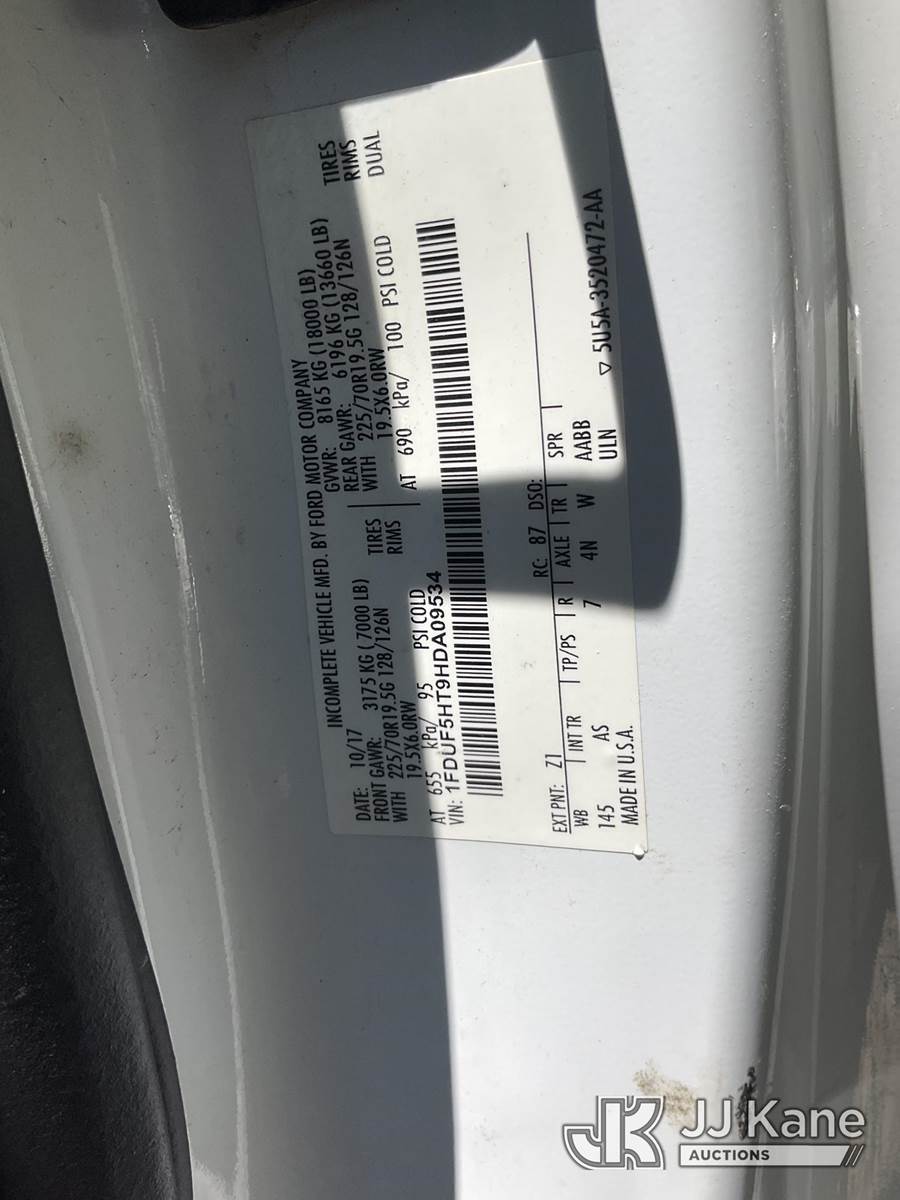 INCOMPLETE VEHICLE MFD. BY FORD MOTOR COMPANY
DATE: 10/17 GVWR: 8165 KG (18000 LB)
FRONT GAWR: 3175 KG (7000 LB) REAR GAWR: 6196 KG (13660 LB)
WITH 225/70R19.5G 128/126N TIRES WITH 225/70R19.5G 128/126N TIRES
19.5X6.0RW RIMS 19.5X6.0RW RIMS
AT 655 kPa/ 95 PSI COLD AT 690 kPa/ 100 PSI COLD DUAL
VIN: 1FDUF5HT9HDA09534
EXT PNT: Z1 RC: 87 DSO:
WB INT TR TP/PS R AXLE TR SPR
145 AS 7 4N W AABB
MADE IN U.S.A. ULN ▽ 5U5A-3520472-AA
JK JJ Kane
AUCTIONS